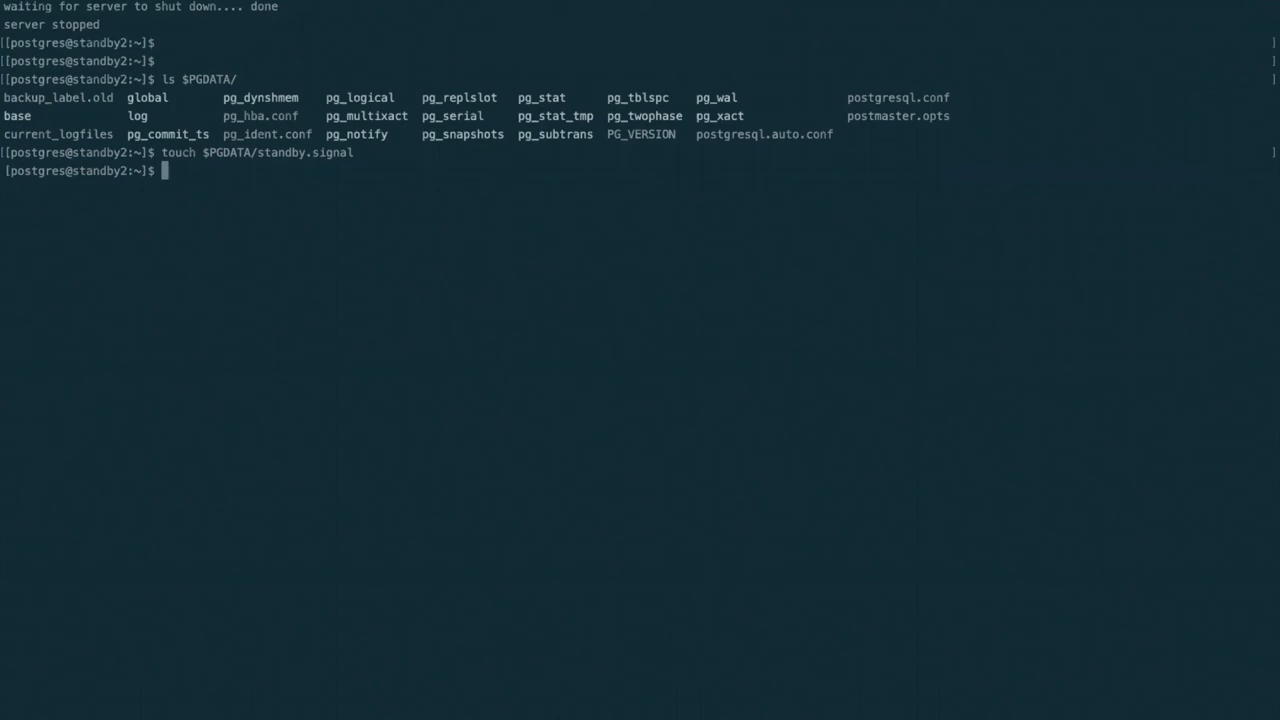 waiting for server to shut down.... done
server stopped
[[postgres@standby2:~]$ ]
[[postgres@standby2:~]$ ]
[[postgres@standby2:~]$ ls $PGDATA/ ]
backup_label.old global pg_dynshmem pg_logical pg_replslot pg_stat pg_tblspc pg_wal postgresql.conf
base log pg_hba.conf pg_multixact pg_serial pg_stat_tmp pg_twophase pg_xact postmaster.opts
current_logfiles pg_commit_ts pg_ident.conf pg_notify pg_snapshots pg_subtrans PG_VERSION postgresql.auto.conf
[[postgres@standby2:~]$ touch $PGDATA/standby.signal ]
[postgres@standby2:~]$